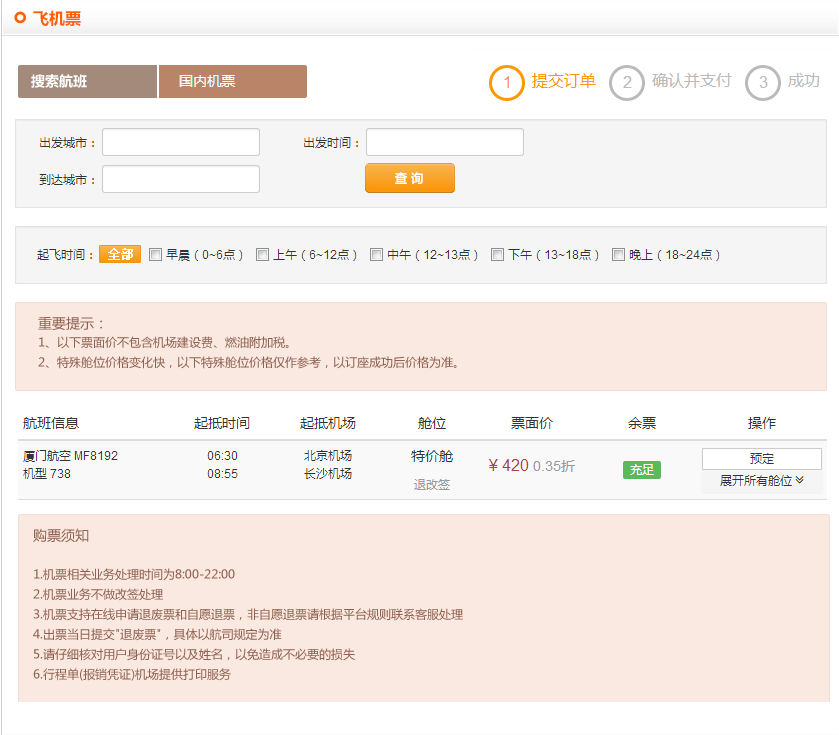 飞机票
搜索航班 国内机票 1 提交订单 2 确认并支付 3 成功
出发城市： 出发时间：
到达城市： 查 询
起飞时间： 全部 早晨（0~6点） 上午（6~12点） 中午（12~13点） 下午（13~18点） 晚上（18~24点）
重要提示：
1、以下票面价不包含机场建设费、燃油附加税。
2、特殊舱位价格变化快，以下特殊舱位价格仅作参考，以订座成功后价格为准。
航班信息 起抵时间 起抵机场 舱位 票面价 余票 操作
厦门航空 MF8192 06:30 北京机场 特价舱 ¥ 420 0.35折 充足 预定
机型 738 08:55 长沙机场 退改签 展开所有舱位
购票须知
1.机票相关业务处理时间为8:00-22:00
2.机票业务不做改签处理
3.机票支持在线申请退废票和自愿退票，非自愿退票请根据平台规则联系客服处理
4.出票当日提交"退废票"，具体以航司规定为准
5.请仔细核对用户身份证号以及姓名，以免造成不必要的损失
6.行程单(报销凭证)机场提供打印服务